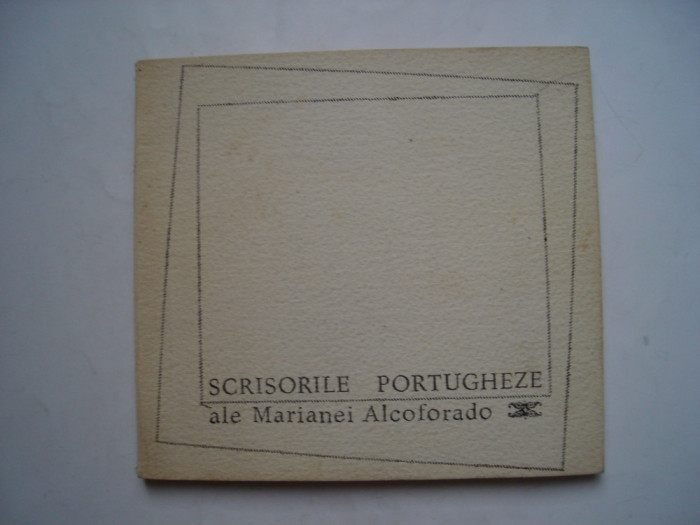 SCRISORILE PORTUGHEZE
ale Marianei Alcoforado